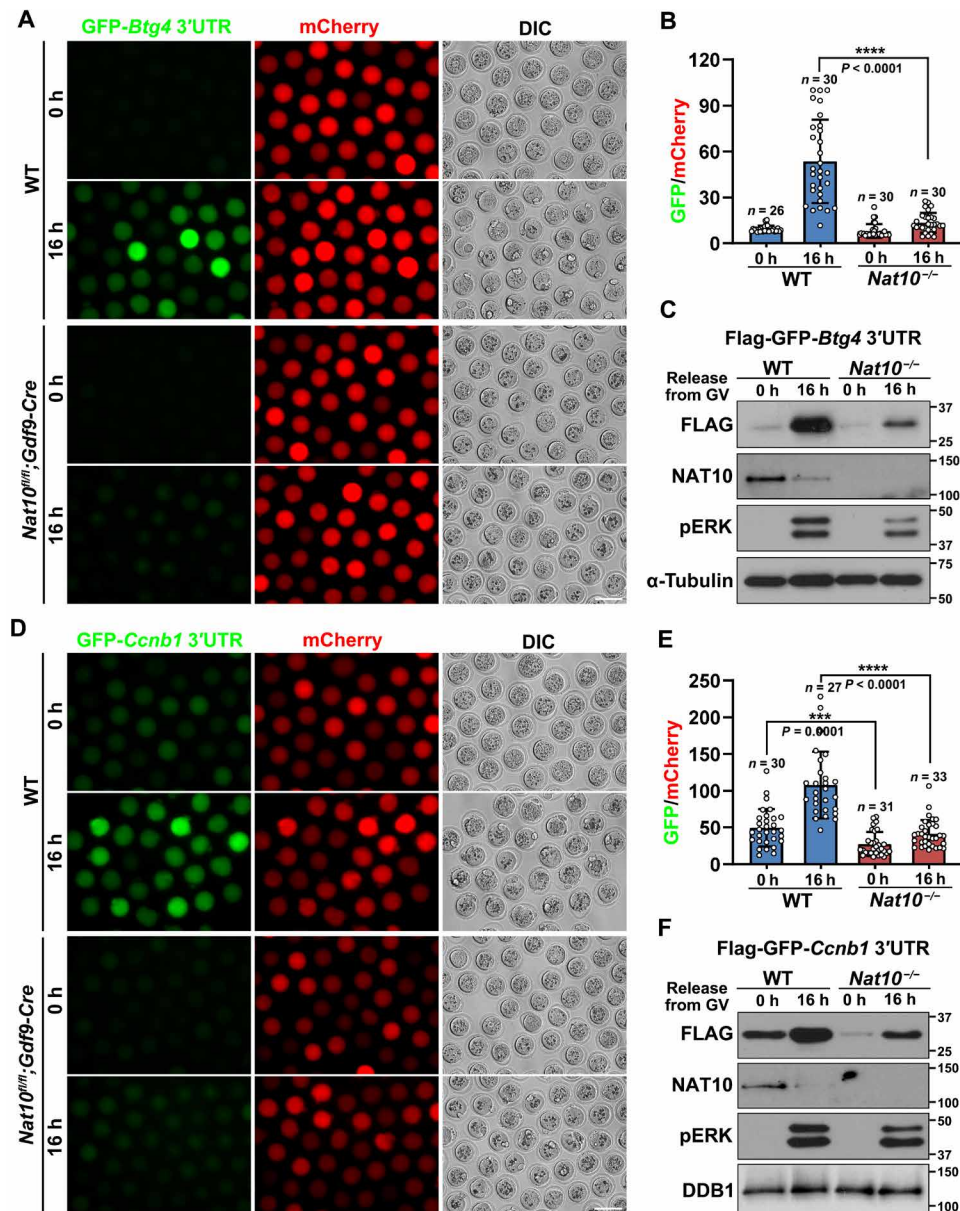 A
GFP-Btg4 3′UTR
mCherry
DIC
WT
0 h
16 h
Nat10fl/fl;Gdf9-Cre
0 h
16 h
B
GFP/mCherry
120
90
60
30
0
n = 26
n = 30
n = 30
n = 30
****
P < 0.0001
0 h 16 h 0 h 16 h
WT Nat10−/−
C
Flag-GFP-Btg4 3′UTR
WT Nat10−/−
Release
from GV
0 h 16 h 0 h 16 h
FLAG
37
25
NAT10
150
100
pERK
50
37
α-Tubulin
75
50
D
GFP-Ccnb1 3′UTR
mCherry
DIC
WT
0 h
16 h
Nat10fl/fl;Gdf9-Cre
0 h
16 h
E
GFP/mCherry
250
200
150
100
50
0
n = 30
n = 27
n = 31
n = 33
***
P = 0.0001
****
P < 0.0001
0 h 16 h 0 h 16 h
WT Nat10−/−
F
Flag-GFP-Ccnb1 3′UTR
WT Nat10−/−
Release
from GV
0 h 16 h 0 h 16 h
FLAG
37
25
NAT10
150
100
pERK
50
37
DDB1
150
100